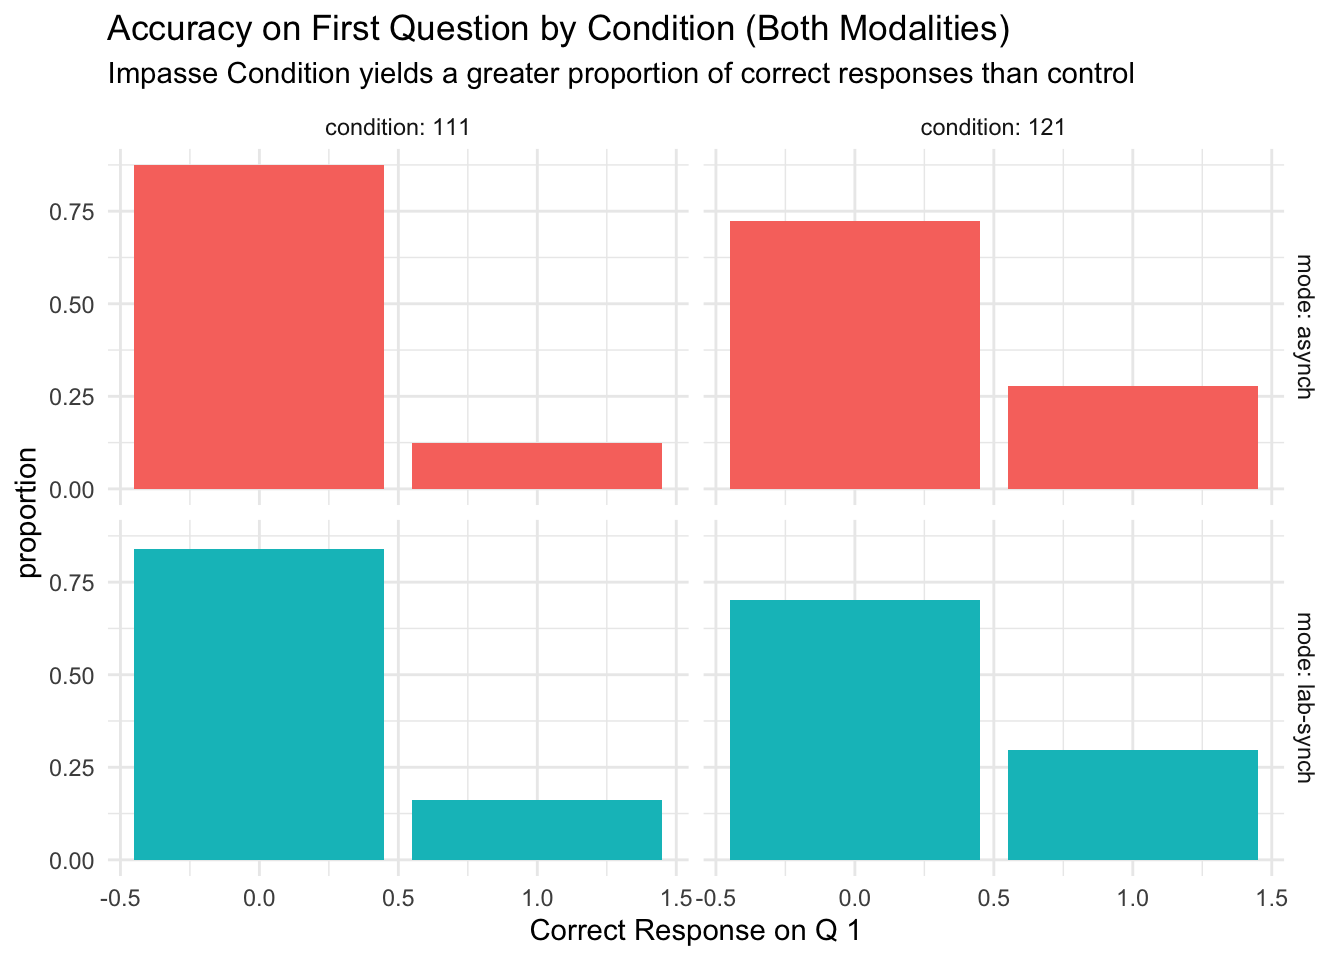 Accuracy on First Question by Condition (Both Modalities)
Impasse Condition yields a greater proportion of correct responses than control
condition: 111
condition: 121
0.75
0.50
0.25
0.00
mode: asynch
proportion
0.75
0.50
0.25
0.00
mode: lab-synch
-0.5 0.0 0.5 1.0 1.5
-0.5 0.0 0.5 1.0 1.5
Correct Response on Q 1